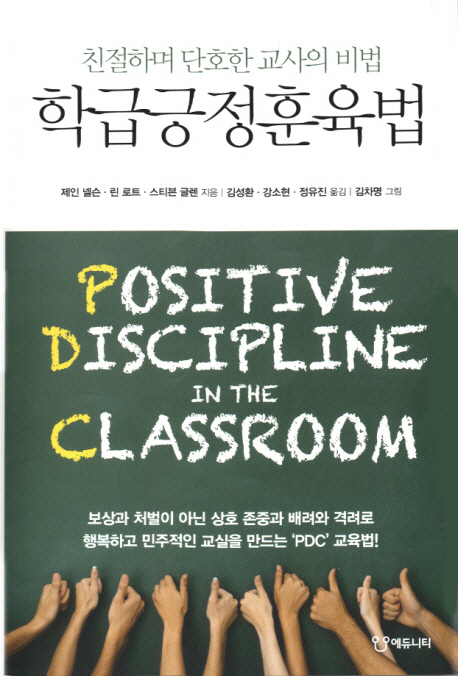 친절하며 단호한 교사의 비법
학급긍정훈육법
제인 넬슨 · 린 로트 · 스티븐 글렌 지음 | 김성환 · 강소현 · 정유진 옮김 | 김차명 그림
POSITIVE
DISCIPLINE
IN THE
CLASSROOM
보상과 처벌이 아닌 상호 존중과 배려와 격려로
행복하고 민주적인 교실을 만드는 ‘PDC’ 교육법!
에듀니티